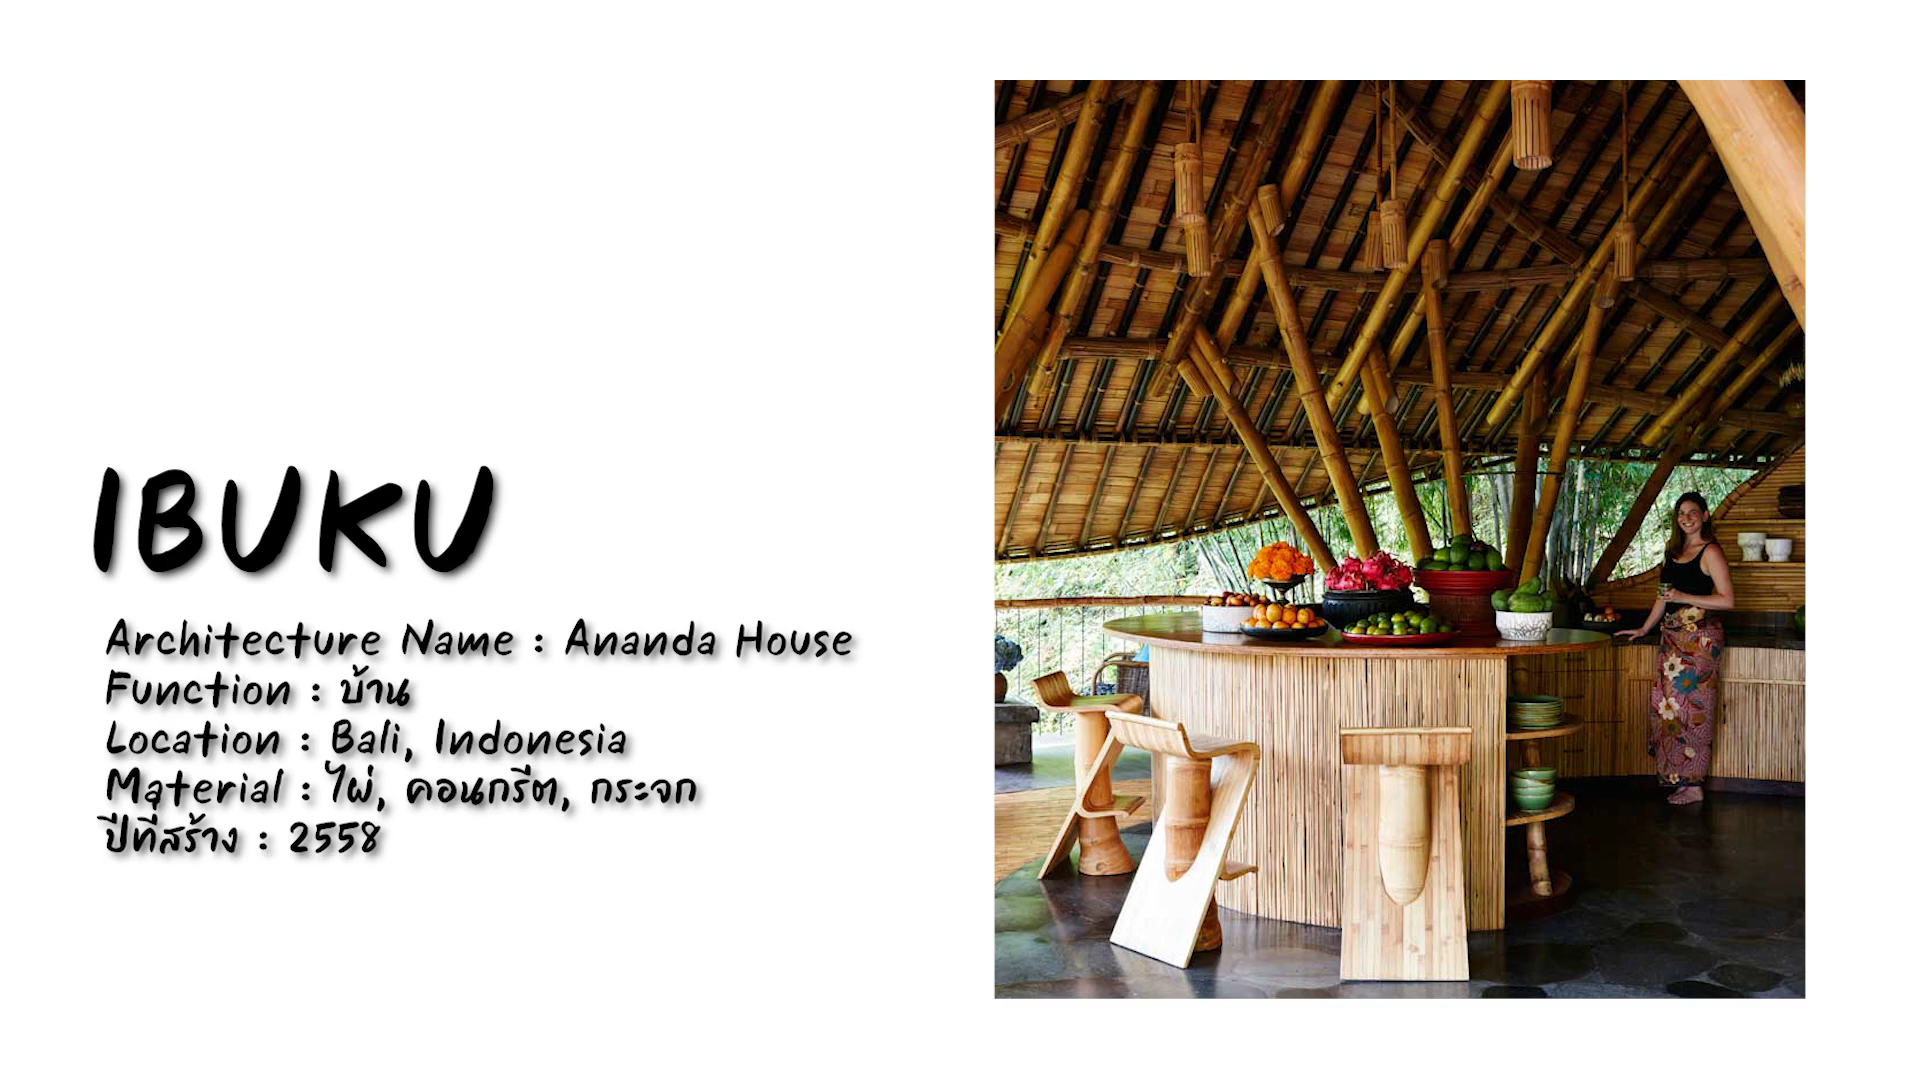 IBUKU
Architecture Name : Ananda House
Function : บ้าน
Location : Bali, Indonesia
Material : ไผ่, คอนกรีต, กระจก
ปีที่สร้าง : 2558